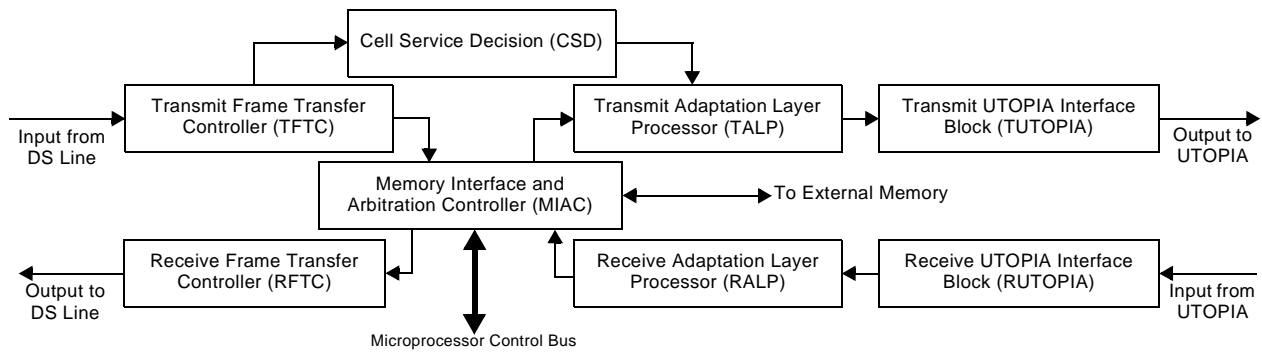 Cell Service Decision (CSD)
Transmit Frame Transfer
Controller (TFTC)
Transmit Adaptation Layer
Processor (TALP)
Transmit UTOPIA Interface
Block (TUTOPIA)
Input from
DS Line
Output to
UTOPIA
Memory Interface and
Arbitration Controller (MIAC)
To External Memory
Receive Frame Transfer
Controller (RFTC)
Receive Adaptation Layer
Processor (RALP)
Receive UTOPIA Interface
Block (RUTOPIA)
Output to
DS Line
Input from
UTOPIA
Microprocessor Control Bus